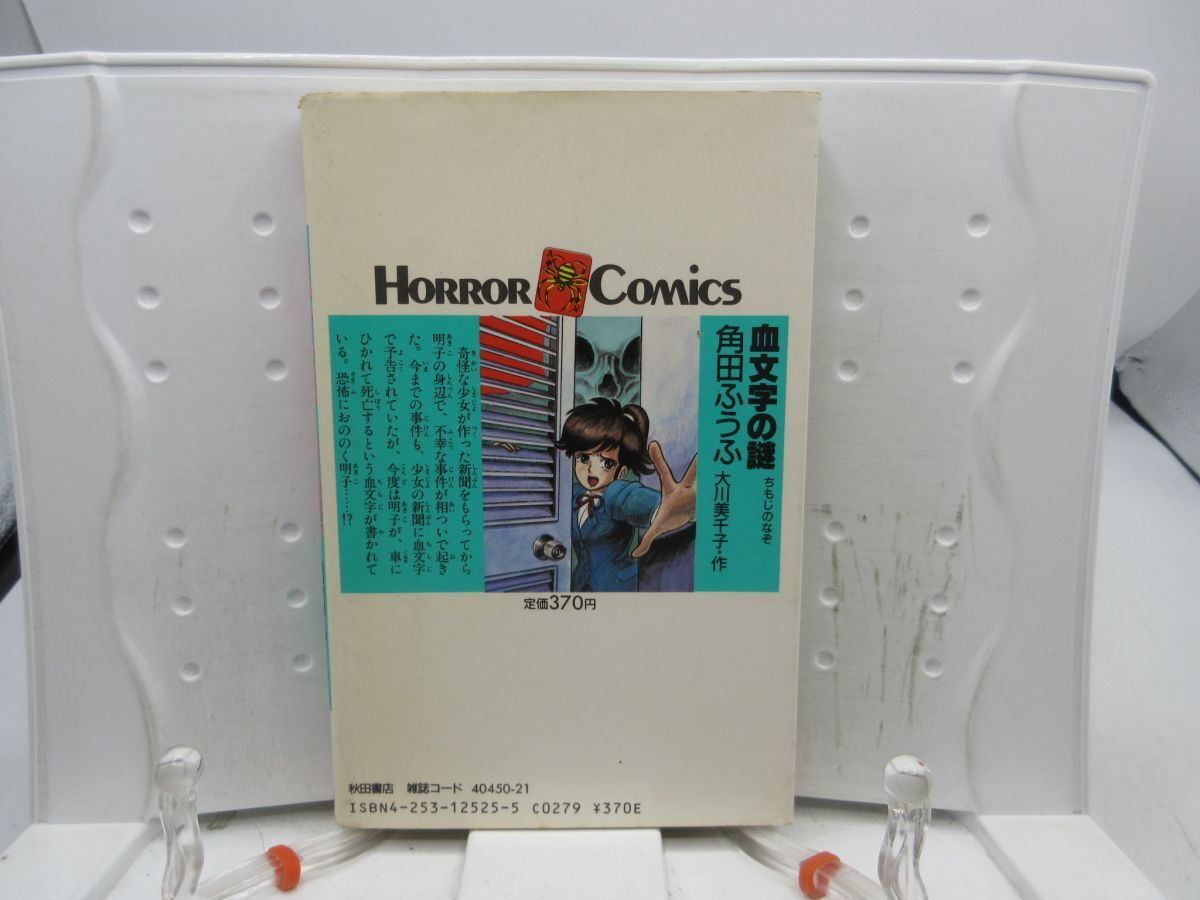 HORROR COMICS
血文字の謎
ちもじのなぞ
角田ふうふ
大川美千子・作
奇怪な少女が作った新聞をもらってから
明子の身辺で、不幸な事件が相ついで起き
た。今までの事件も、少女の新聞に血文字
で予告されていたが、今度は明子が、車に
ひかれて死亡するという血文字が書かれて
いる。恐怖におののく明子……!?
定価370円
秋田書店 雑誌コード 40450-21
ISBN4-253-12525-5 C0279 ¥370E